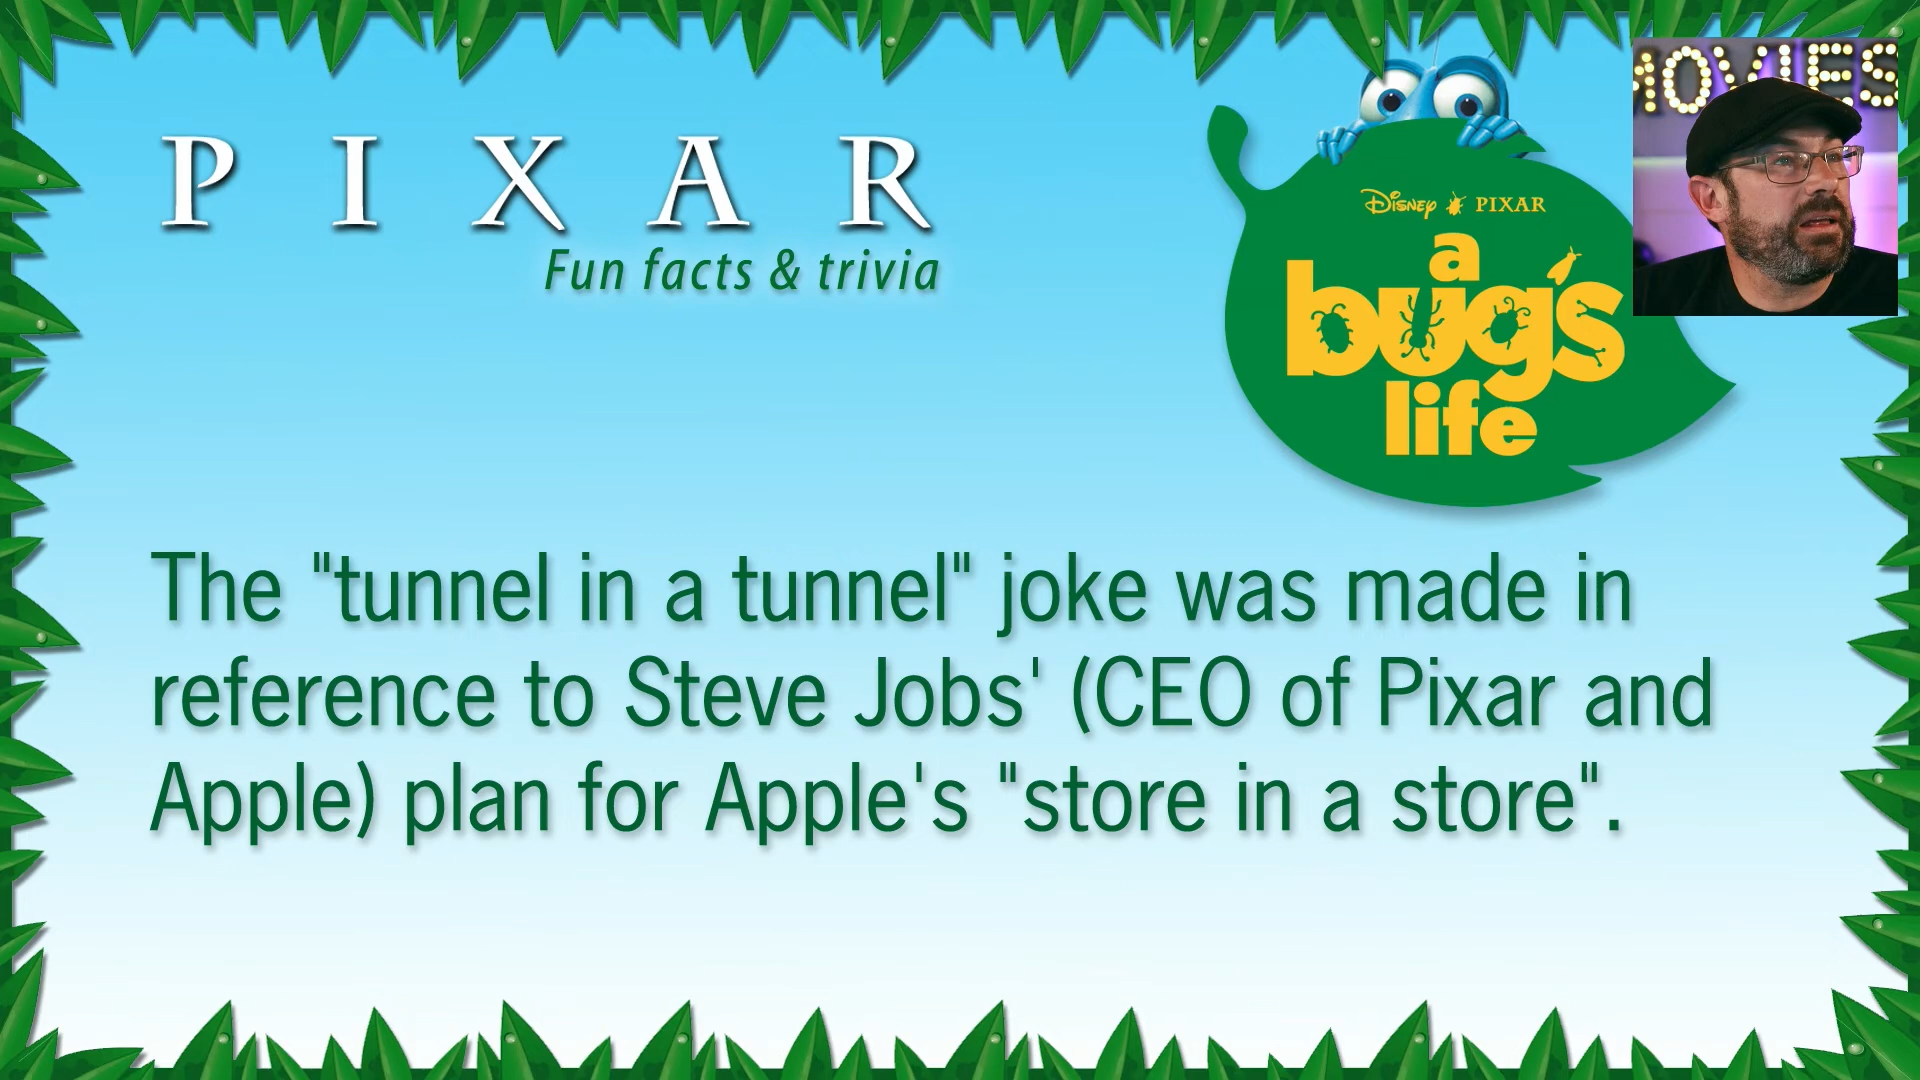 MOVIES
P I X A R
Fun facts & trivia
DISNEY PIXAR
a
bug's
life
The "tunnel in a tunnel" joke was made in
reference to Steve Jobs' (CEO of Pixar and
Apple) plan for Apple's "store in a store".